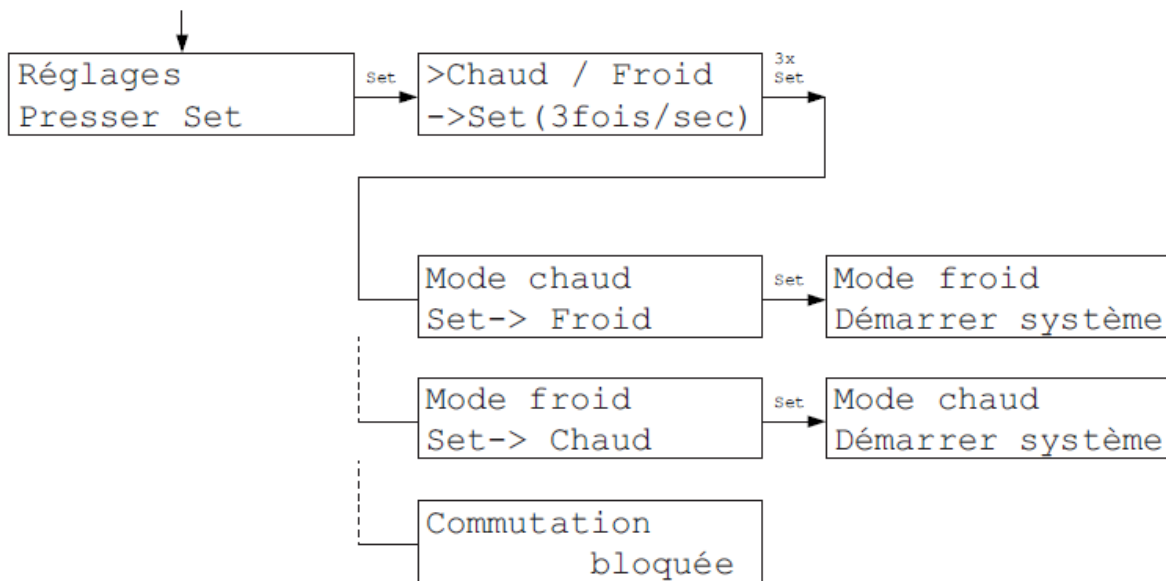 Réglages
Presser Set
Set
>Chaud / Froid
->Set(3fois/sec)
3x
Set
Mode chaud
Set-> Froid
Set
Mode froid
Démarrer système
Mode froid
Set-> Chaud
Set
Mode chaud
Démarrer système
Commutation
bloquée